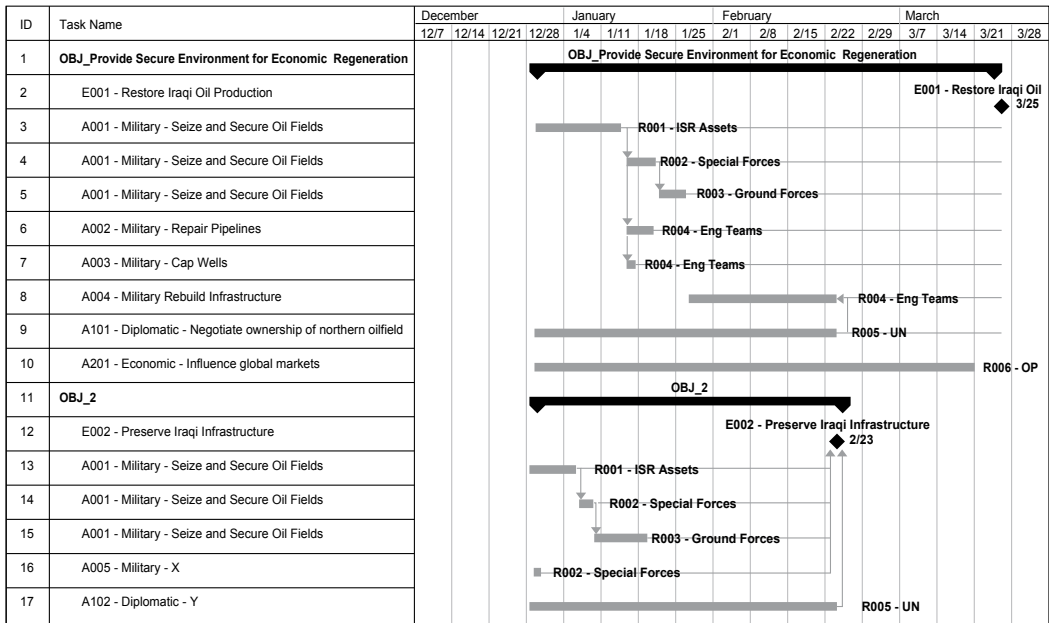 ID Task Name December January February March
12/7 12/14 12/21 12/28 1/4 1/11 1/18 1/25 2/1 2/8 2/15 2/22 2/29 3/7 3/14 3/21 3/28
1 OBJ_Provide Secure Environment for Economic Regeneration OBJ_Provide Secure Environment for Economic Regeneration
2 E001 - Restore Iraqi Oil Production E001 - Restore Iraqi Oil
3/25
3 A001 - Military - Seize and Secure Oil Fields R001 - ISR Assets
4 A001 - Military - Seize and Secure Oil Fields R002 - Special Forces
5 A001 - Military - Seize and Secure Oil Fields R003 - Ground Forces
6 A002 - Military - Repair Pipelines R004 - Eng Teams
7 A003 - Military - Cap Wells R004 - Eng Teams
8 A004 - Military Rebuild Infrastructure R004 - Eng Teams
9 A101 - Diplomatic - Negotiate ownership of northern oilfield R005 - UN
10 A201 - Economic - Influence global markets R006 - OP
11 OBJ_2 OBJ_2
12 E002 - Preserve Iraqi Infrastructure E002 - Preserve Iraqi Infrastructure
2/23
13 A001 - Military - Seize and Secure Oil Fields R001 - ISR Assets
14 A001 - Military - Seize and Secure Oil Fields R002 - Special Forces
15 A001 - Military - Seize and Secure Oil Fields R003 - Ground Forces
16 A005 - Military - X R002 - Special Forces
17 A102 - Diplomatic - Y R005 - UN